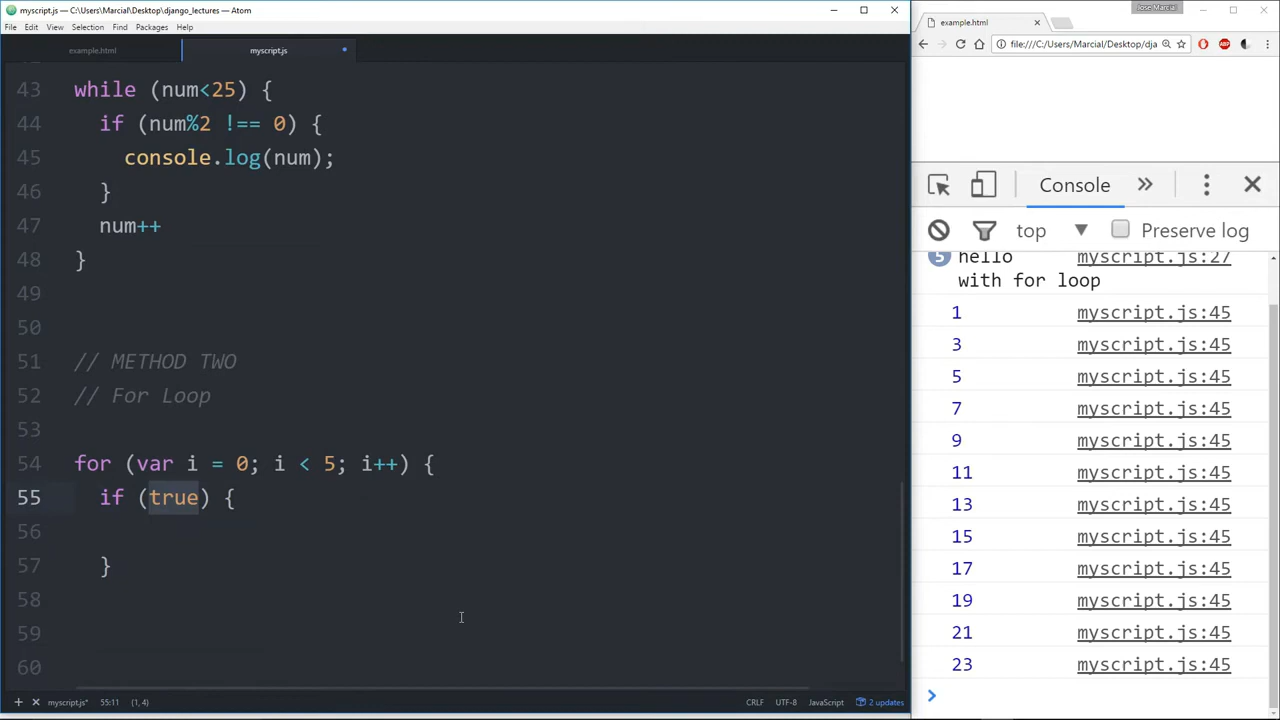 myscript.js — C:\Users\Marcial\Desktop\django_lectures — Atom
File Edit View Selection Find Packages Help
example.html
myscript.js
43 while (num<25) {
44 if (num%2 !== 0) {
45 console.log(num);
46 }
47 num++
48 }
49
50
51 // METHOD TWO
52 // For Loop
53
54 for (var i = 0; i < 5; i++) {
55 if (true) {
56
57 }
58
59
60
myscript.js* 55:11 (1, 4)
CRLF UTF-8 JavaScript 2 updates
Jose Marcial
example.html
file:///C:/Users/Marcial/Desktop/dja
ABP
Console
top Preserve log
5 hello myscript.js:27
with for loop
1 myscript.js:45
3 myscript.js:45
5 myscript.js:45
7 myscript.js:45
9 myscript.js:45
11 myscript.js:45
13 myscript.js:45
15 myscript.js:45
17 myscript.js:45
19 myscript.js:45
21 myscript.js:45
23 myscript.js:45